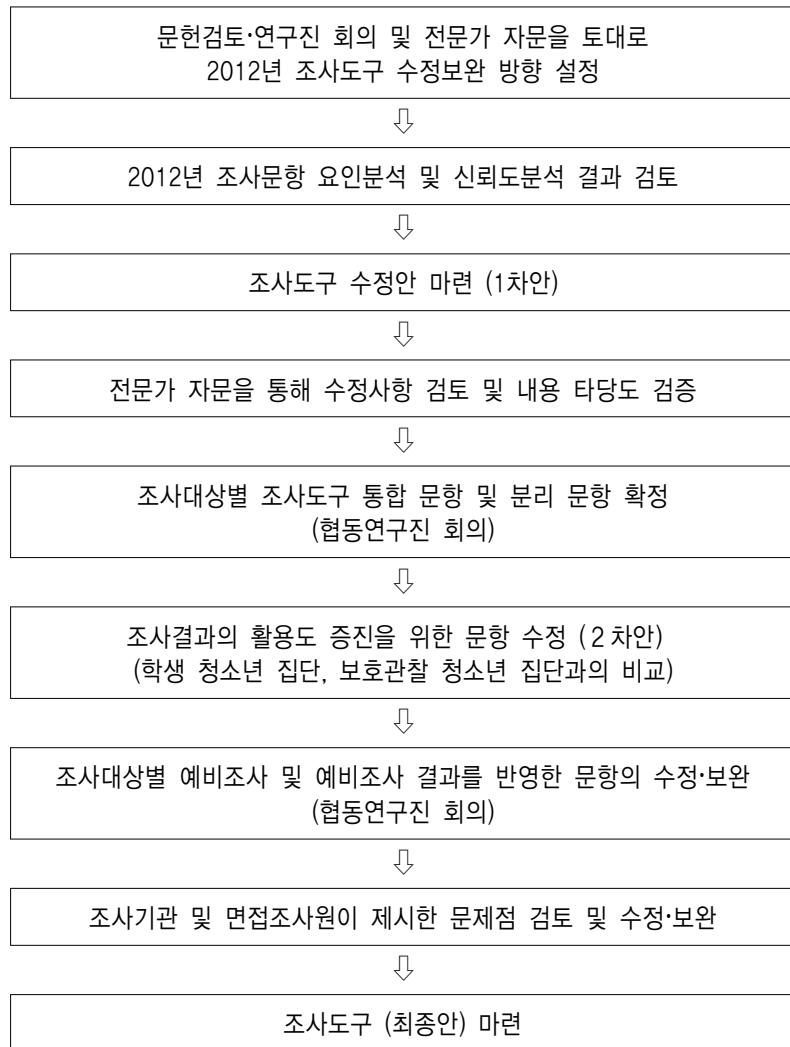 문헌검토·연구진 회의 및 전문가 자문을 토대로
2012년 조사도구 수정보완 방향 설정
⇩
2012년 조사문항 요인분석 및 신뢰도분석 결과 검토
⇩
조사도구 수정안 마련 (1차안)
⇩
전문가 자문을 통해 수정사항 검토 및 내용 타당도 검증
⇩
조사대상별 조사도구 통합 문항 및 분리 문항 확정
(협동연구진 회의)
⇩
조사결과의 활용도 증진을 위한 문항 수정 (2차안)
(학생 청소년 집단, 보호관찰 청소년 집단과의 비교)
⇩
조사대상별 예비조사 및 예비조사 결과를 반영한 문항의 수정·보완
(협동연구진 회의)
⇩
조사기관 및 면접조사원이 제시한 문제점 검토 및 수정·보완
⇩
조사도구 (최종안) 마련